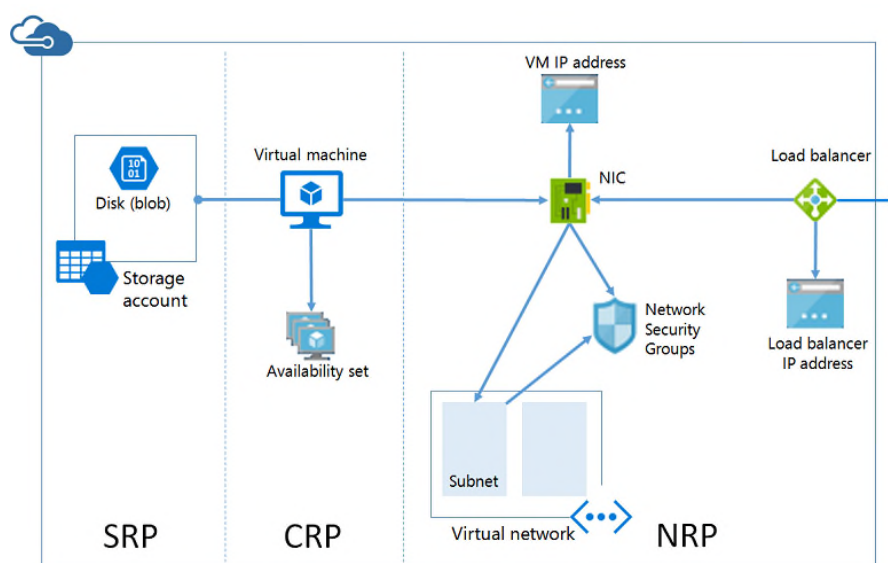 VM IP address
Virtual machine
NIC
Load balancer
10
01
Disk (blob)
Storage
account
Availability set
Network
Security
Groups
Load balancer
IP address
Subnet
Virtual network
SRP
CRP
NRP